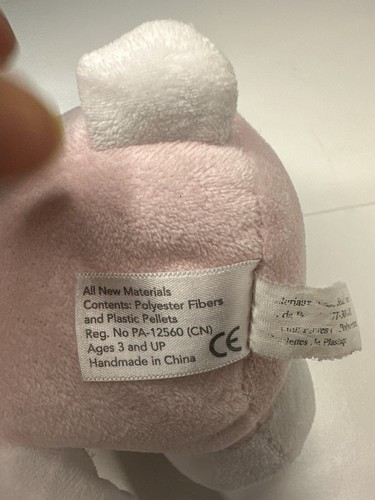 All New Materials
Contents: Polyester Fibers
and Plastic Pellets
Reg. No PA-12560 (CN)
Ages 3 and UP
Handmade in China
CE
de